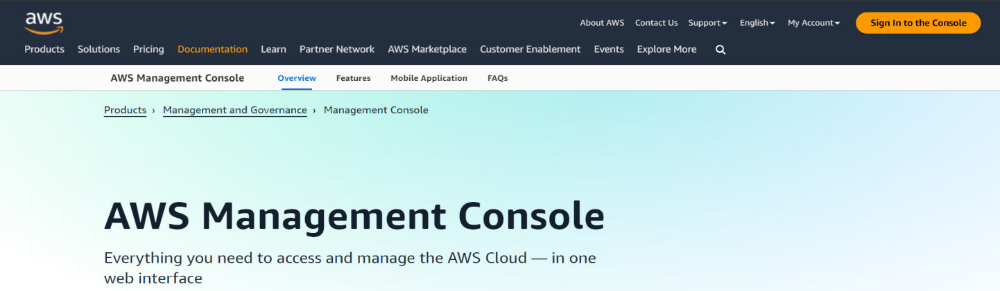 aws
About AWS Contact Us Support English My Account Sign In to the Console
Products Solutions Pricing Documentation Learn Partner Network AWS Marketplace Customer Enablement Events Explore More
AWS Management Console Overview Features Mobile Application FAQs
Products › Management and Governance › Management Console
AWS Management Console
Everything you need to access and manage the AWS Cloud — in one
web interface